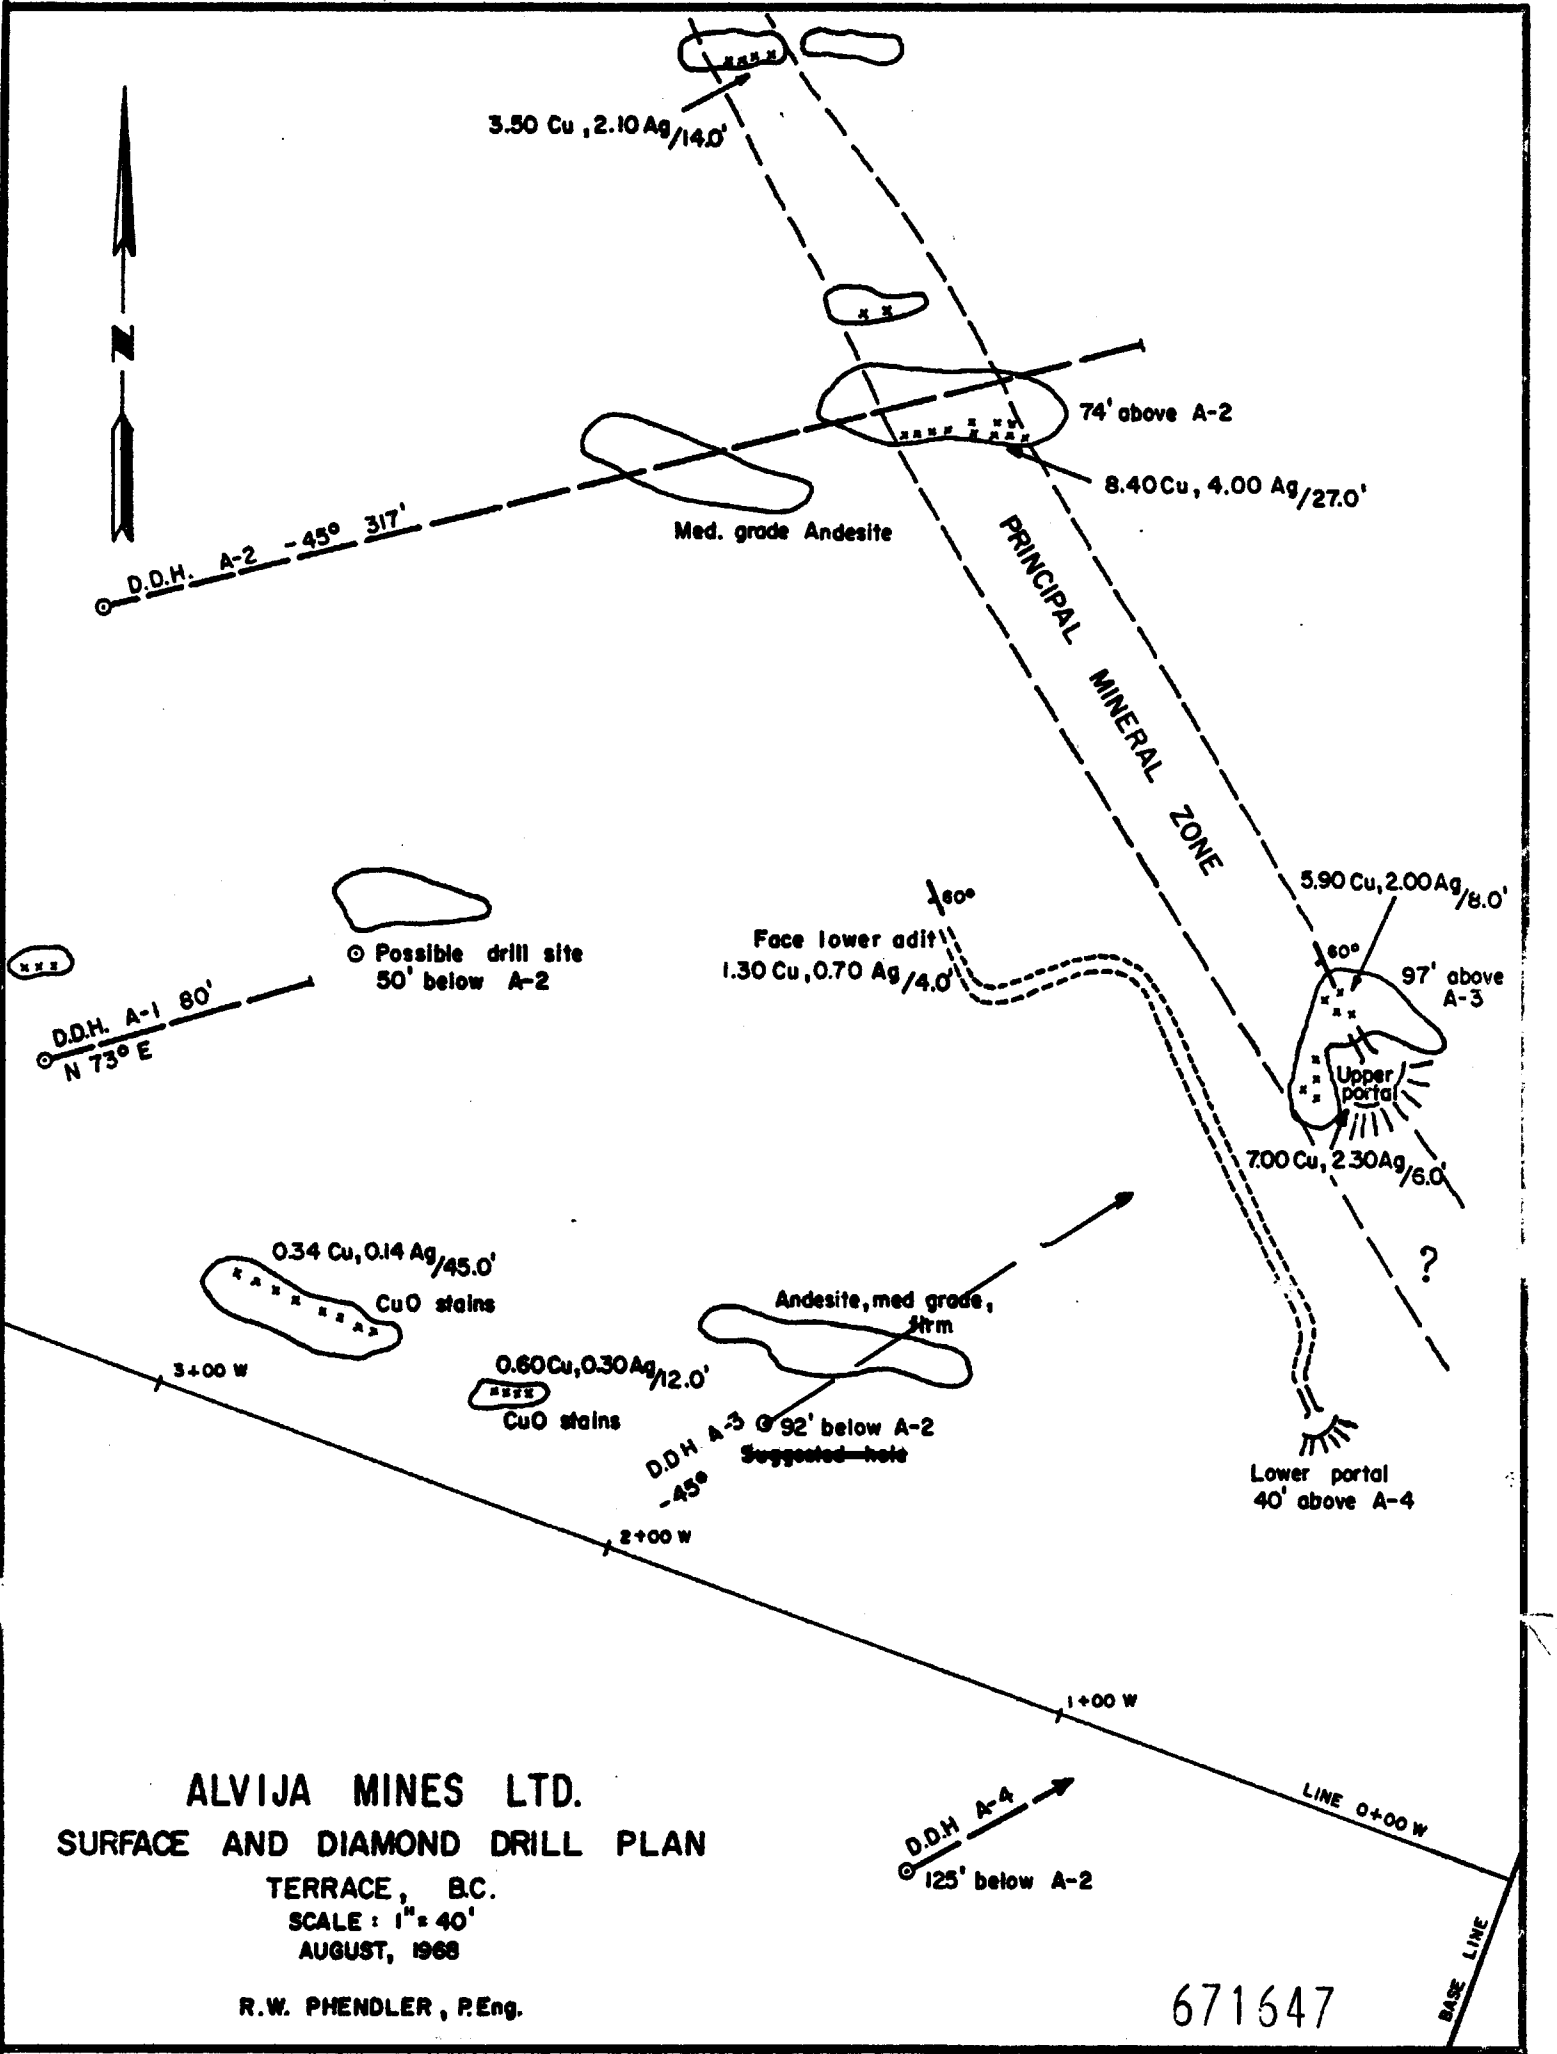 3.50 Cu, 2.10 Ag/14.0'
N
74' above A-2
8.40 Cu, 4.00 Ag/27.0'
Med. grade Andesite
D.D.H. A-2 -45° 317'
PRINCIPAL MINERAL ZONE
5.90 Cu, 2.00 Ag/8.0'
60°
Face lower adit
1.30 Cu, 0.70 Ag/4.0'
60°
97' above
A-3
Possible drill site
50' below A-2
D.D.H. A-1 80'
N 73° E
Upper
portal
7.00 Cu, 2.30 Ag/6.0'
?
0.34 Cu, 0.14 Ag/45.0'
CuO stains
Andesite, med grade,
firm
3+00 W
0.60 Cu, 0.30 Ag/12.0'
CuO stains
D.D.H A-3
-45°
92' below A-2
Suggested hole
Lower portal
40' above A-4
2+00 W
1+00 W
LINE 0+00 W
D.D.H A-4
125' below A-2
BASE LINE
ALVIJA MINES LTD.
SURFACE AND DIAMOND DRILL PLAN
TERRACE, B.C.
SCALE : 1" = 40'
AUGUST, 1968
R.W. PHENDLER, P.Eng.
671647